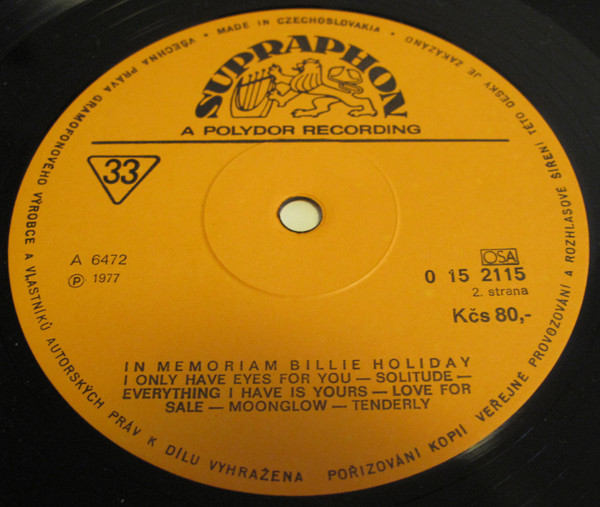 VŠECHNA PRÁVA GRAMOFONOVÉHO VÝROBCE A VLASTNÍKŮ AUTORSKÝCH PRÁV K DÍLU VYHRAŽENA
POŘIZOVÁNÍ KOPIÍ VEŘEJNÉ PROVOZOVÁNÍ A ROZHLASOVÉ ŠÍŘENÍ TÉTO DESKY JE ZAKÁZÁNO
• MADE IN CZECHOSLOVAKIA •
SUPRAPHON
A POLYDOR RECORDING
33
A 6472
℗ 1977
OSA
0 15 2115
2. strana
Kčs 80,-
IN MEMORIAM BILLIE HOLIDAY
I ONLY HAVE EYES FOR YOU — SOLITUDE —
EVERYTHING I HAVE IS YOURS — LOVE FOR
SALE — MOONGLOW — TENDERLY